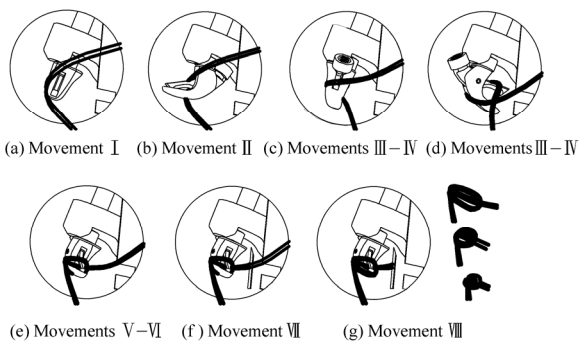 (a) Movement Ⅰ (b) Movement Ⅱ (c) Movements Ⅲ－Ⅳ (d) Movements Ⅲ－Ⅳ
(e) Movements Ⅴ－Ⅵ (f) Movement Ⅶ (g) Movement Ⅷ